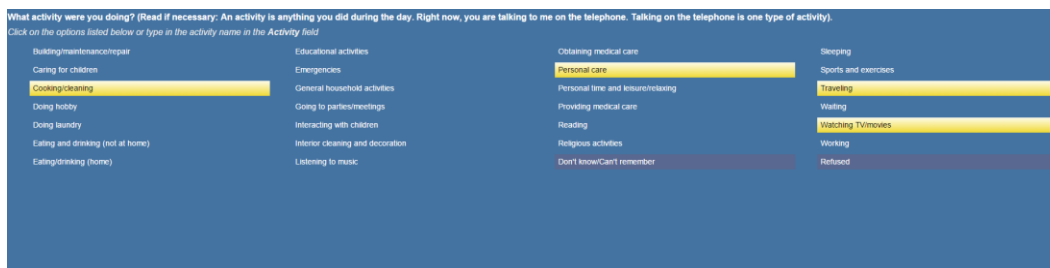 What activity were you doing? (Read if necessary: An activity is anything you did during the day. Right now, you are talking to me on the telephone. Talking on the telephone is one type of activity).
Click on the options listed below or type in the activity name in the Activity field
Building/maintenance/repair
Caring for children
Cooking/cleaning
Doing hobby
Doing laundry
Eating and drinking (not at home)
Eating/drinking (home)
Educational activities
Emergencies
General household activities
Going to parties/meetings
Interacting with children
Interior cleaning and decoration
Listening to music
Obtaining medical care
Personal care
Personal time and leisure/relaxing
Providing medical care
Reading
Religious activities
Don't know/Can't remember
Sleeping
Sports and exercises
Traveling
Waiting
Watching TV/movies
Working
Refused